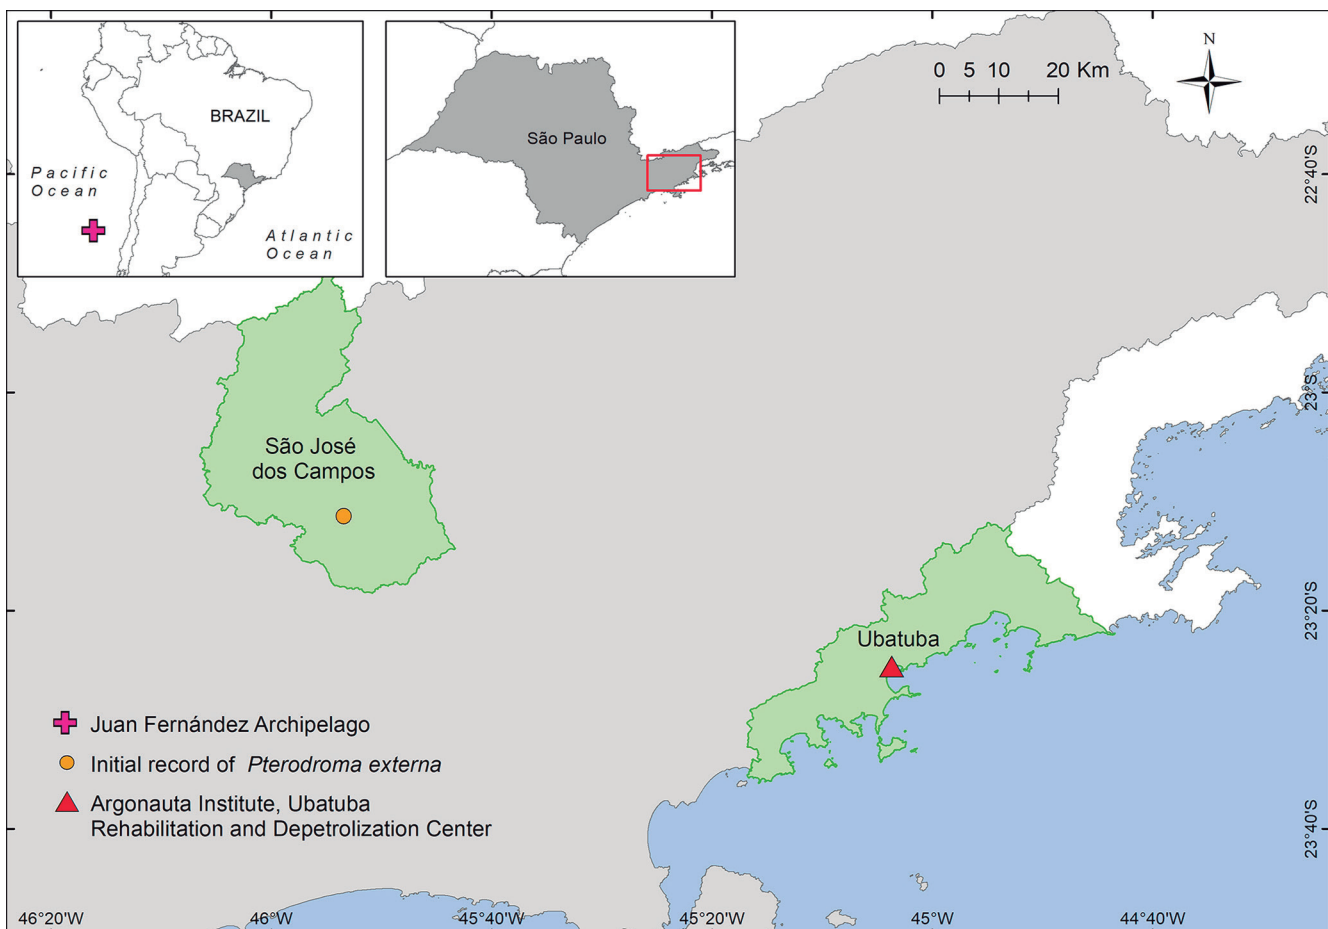 BRAZIL
Pacific
Ocean
Atlantic
Ocean
São Paulo
0 5 10 20 Km
N
22°40'S
23°S
23°20'S
23°40'S
São José
dos Campos
Ubatuba
Juan Fernández Archipelago
Initial record of Pterodroma externa
Argonauta Institute, Ubatuba
Rehabilitation and Depetrolization Center
46°20'W 46°W 45°40'W 45°20'W 45°W 44°40'W